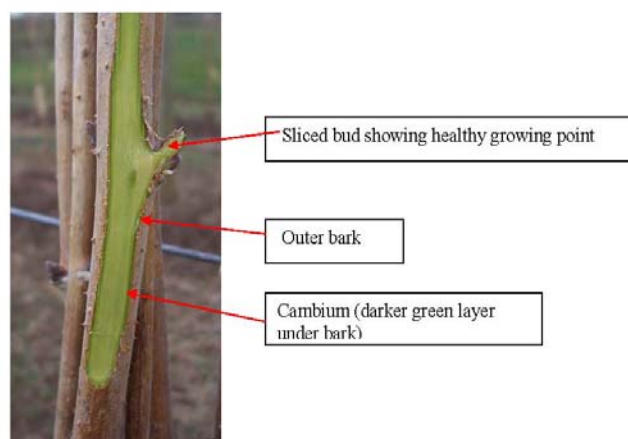 Sliced bud showing healthy growing point
Outer bark
Cambium (darker green layer
under bark)